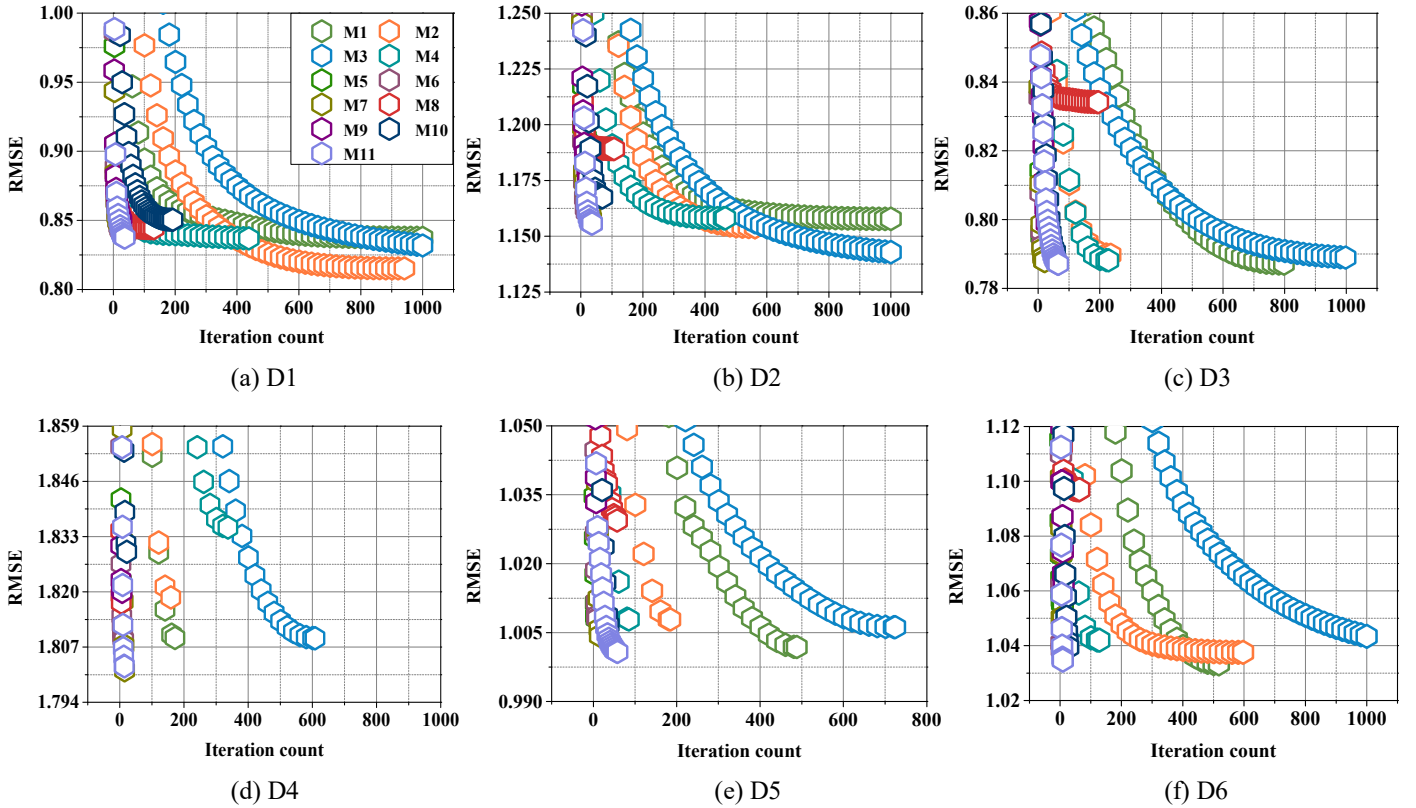 1.00
0.95
0.90
0.85
0.80
RMSE
0 200 400 600 800 1000
Iteration count
M1 M2
M3 M4
M5 M6
M7 M8
M9 M10
M11
(a) D1
1.250
1.225
1.200
1.175
1.150
1.125
RMSE
0 200 400 600 800 1000
Iteration count
(b) D2
0.86
0.84
0.82
0.80
0.78
RMSE
0 200 400 600 800 1000
Iteration count
(c) D3
1.859
1.846
1.833
1.820
1.807
1.794
RMSE
0 200 400 600 800 1000
Iteration count
(d) D4
1.050
1.035
1.020
1.005
0.990
RMSE
0 200 400 600 800
Iteration count
(e) D5
1.12
1.10
1.08
1.06
1.04
1.02
RMSE
0 200 400 600 800 1000
Iteration count
(f) D6